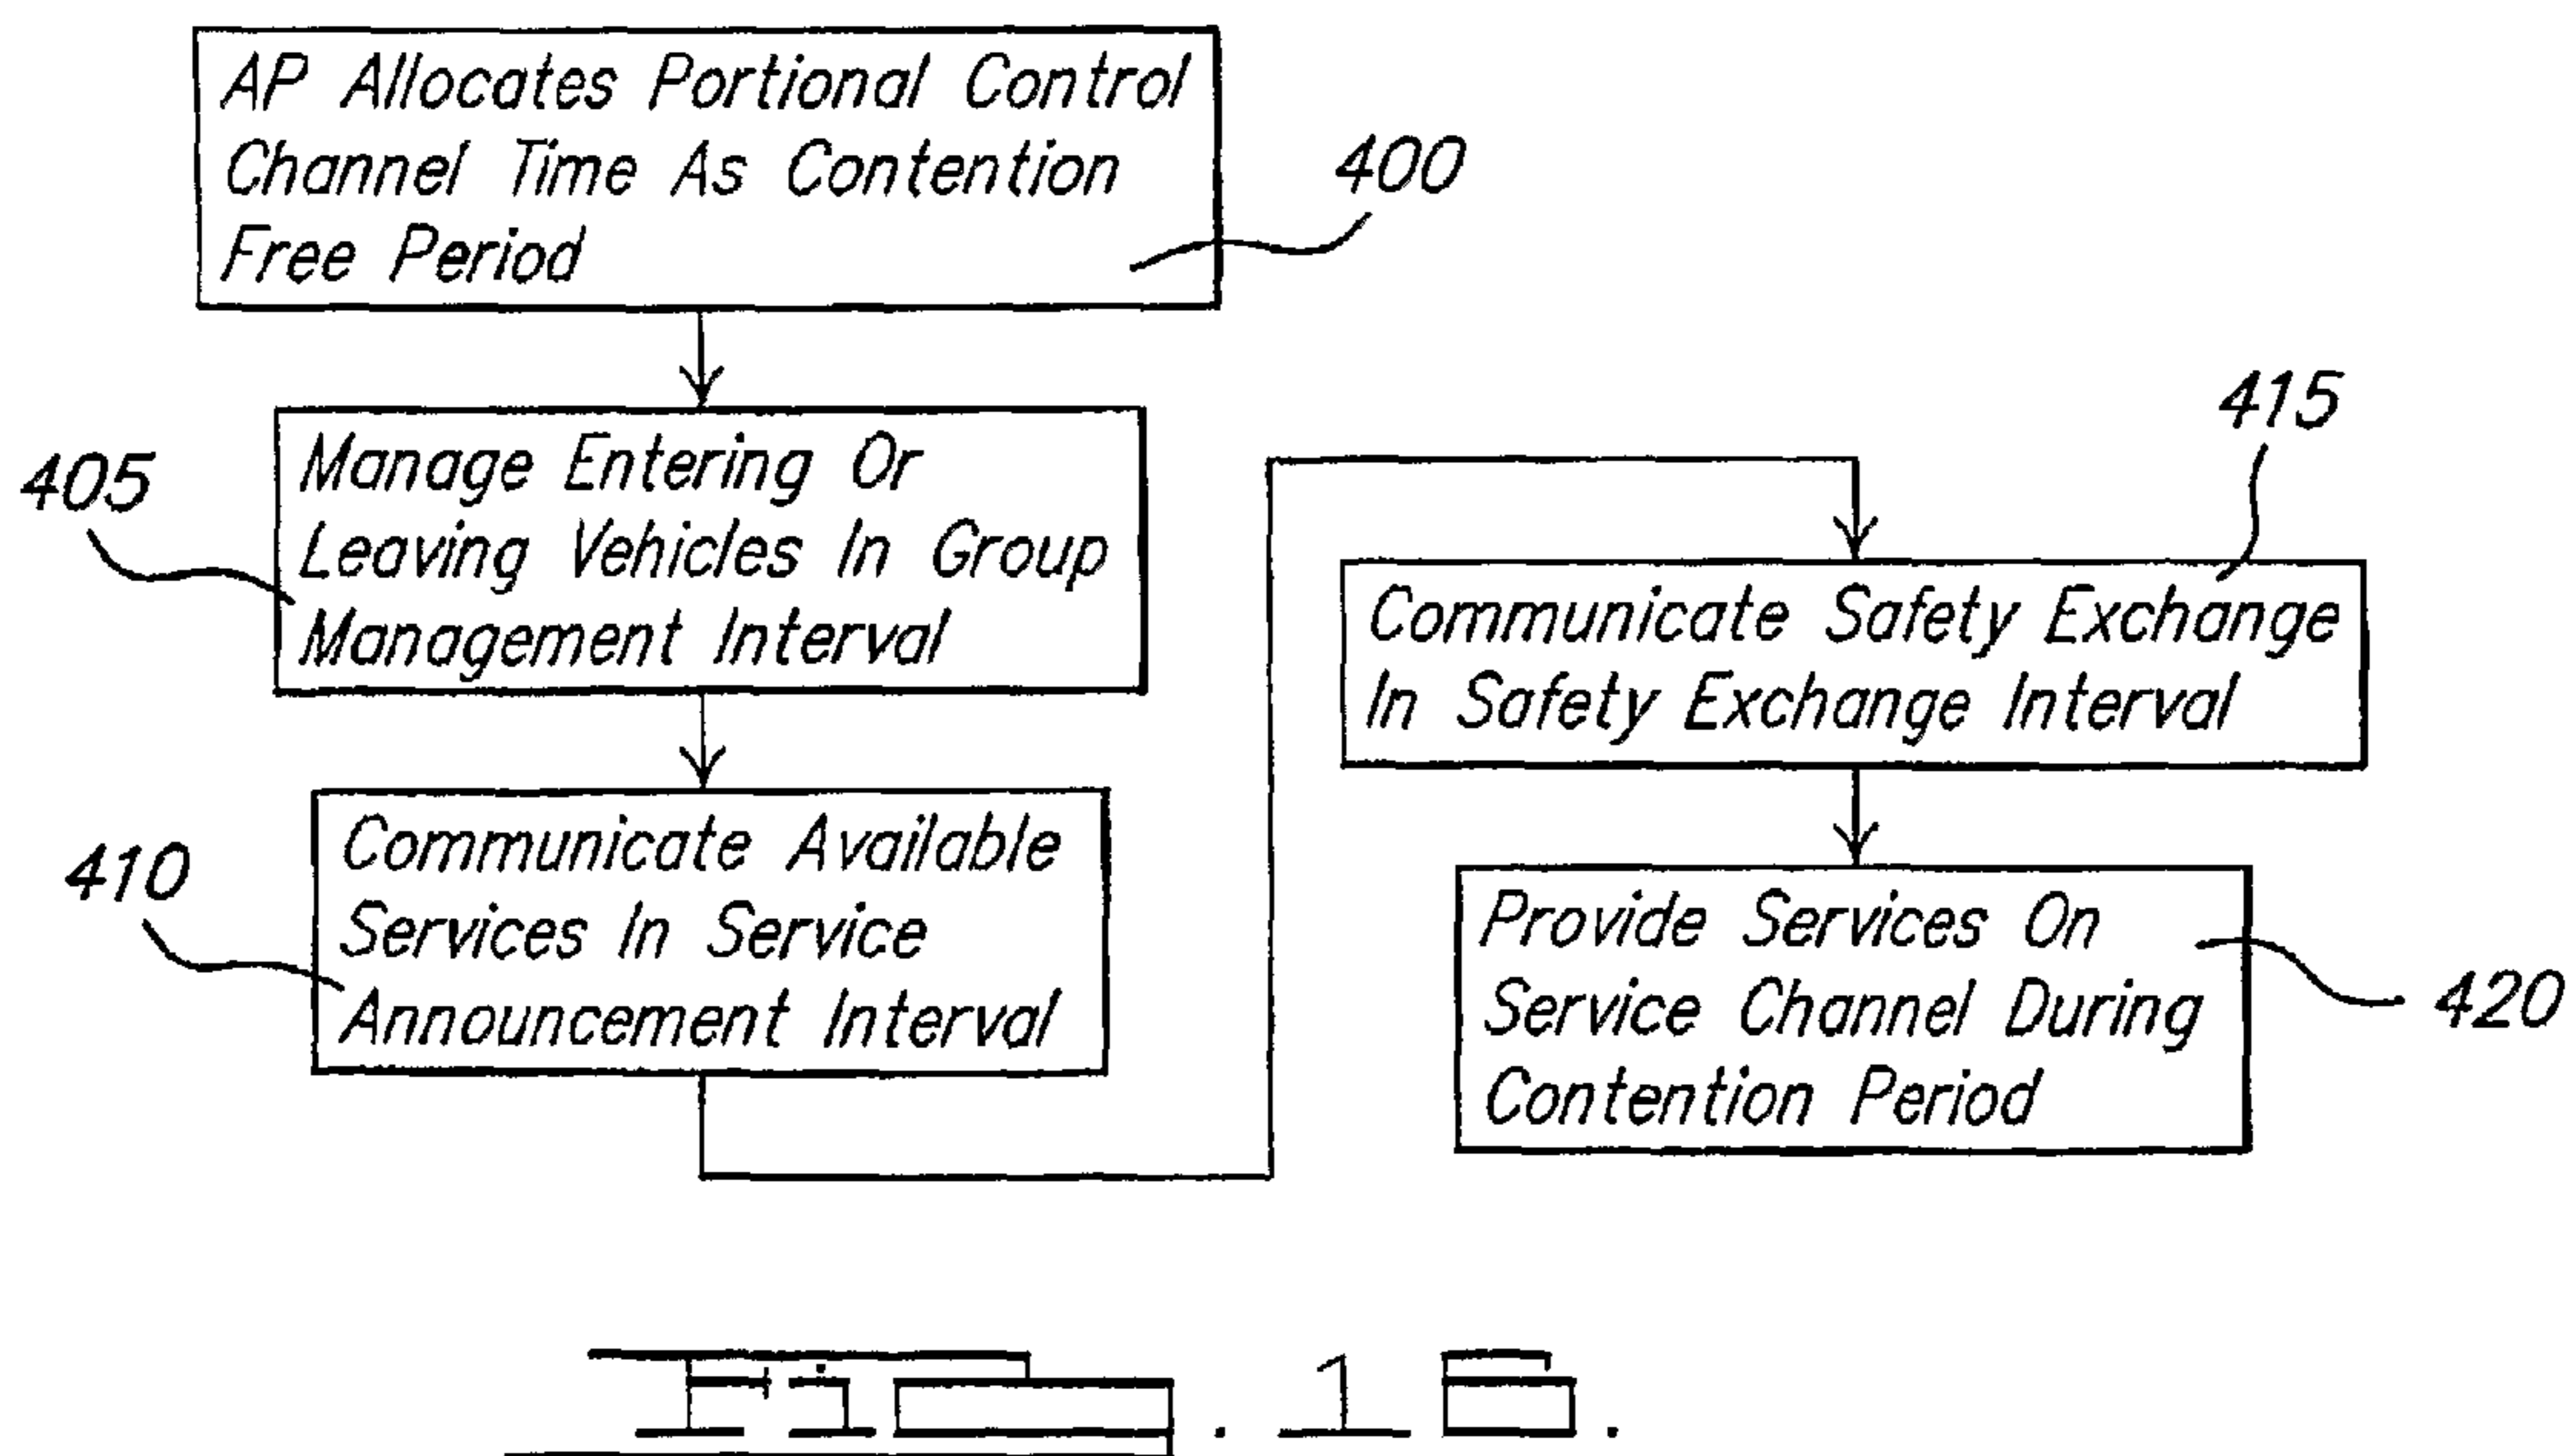 AP Allocates Portional Control
Channel Time As Contention
Free Period
400
405
Manage Entering Or
Leaving Vehicles In Group
Management Interval
410
Communicate Available
Services In Service
Announcement Interval
415
Communicate Safety Exchange
In Safety Exchange Interval
Provide Services On
Service Channel During
Contention Period
420